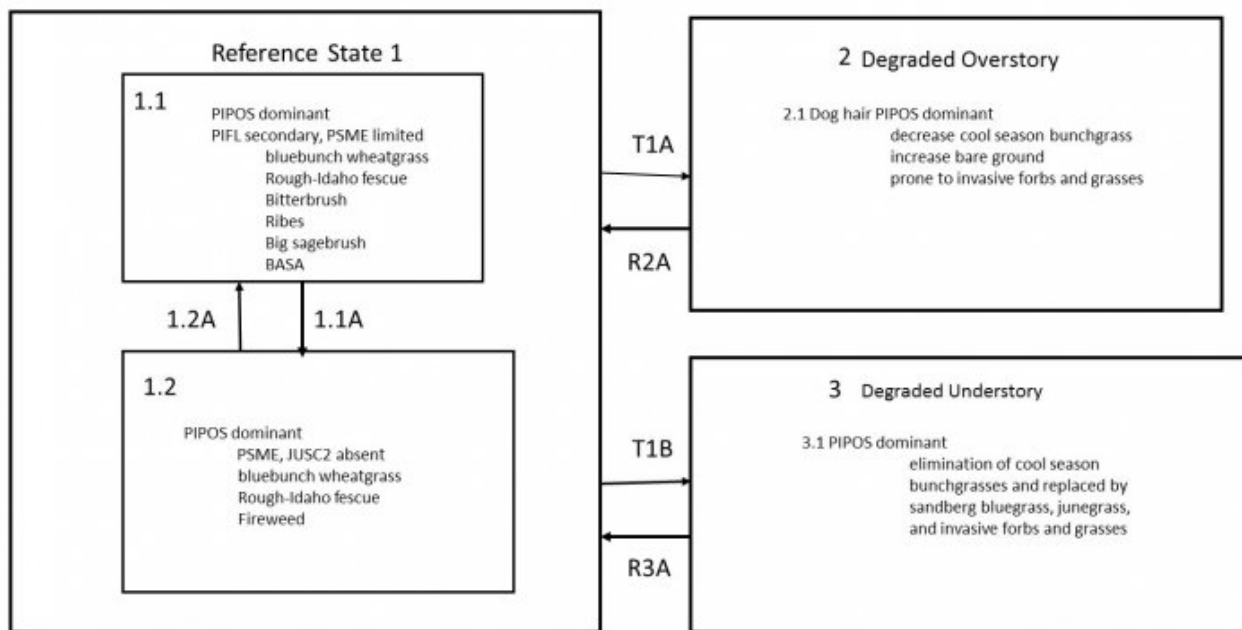 Reference State 1
1.1
PIPOS dominant
PIFL secondary, PSME limited
bluebunch wheatgrass
Rough-Idaho fescue
Bitterbrush
Ribes
Big sagebrush
BASA
1.2A
1.1A
1.2
PIPOS dominant
PSME, JUSC2 absent
bluebunch wheatgrass
Rough-Idaho fescue
Fireweed
T1A
R2A
2 Degraded Overstory
2.1 Dog hair PIPOS dominant
decrease cool season bunchgrass
increase bare ground
prone to invasive forbs and grasses
T1B
R3A
3 Degraded Understory
3.1 PIPOS dominant
elimination of cool season
bunchgrasses and replaced by
sandberg bluegrass, junegrass,
and invasive forbs and grasses